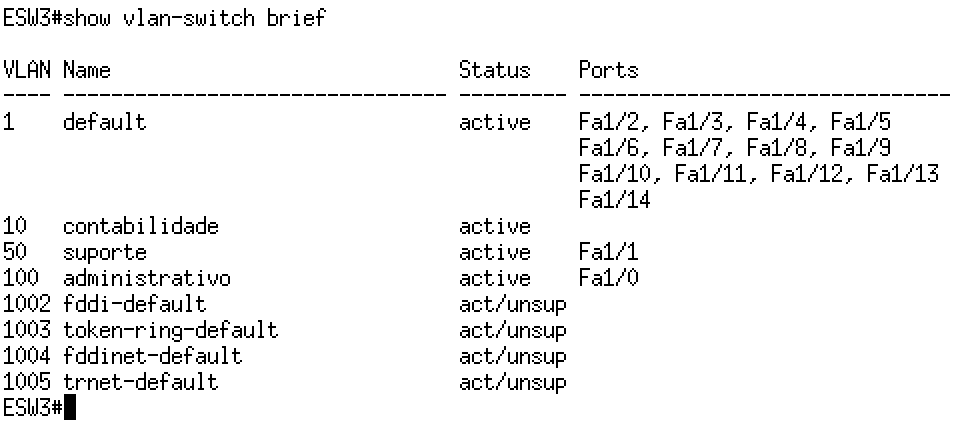 ESW3#show vlan-switch brief
VLAN Name                             Status    Ports
---- -------------------------------- --------- -------------------------------
1    default                          active    Fa1/2, Fa1/3, Fa1/4, Fa1/5
                                                Fa1/6, Fa1/7, Fa1/8, Fa1/9
                                                Fa1/10, Fa1/11, Fa1/12, Fa1/13
                                                Fa1/14
10   contabilidade                    active
50   suporte                          active    Fa1/1
100  administrativo                   active    Fa1/0
1002 fddi-default                     act/unsup
1003 token-ring-default               act/unsup
1004 fddinet-default                  act/unsup
1005 trnet-default                    act/unsup
ESW3#